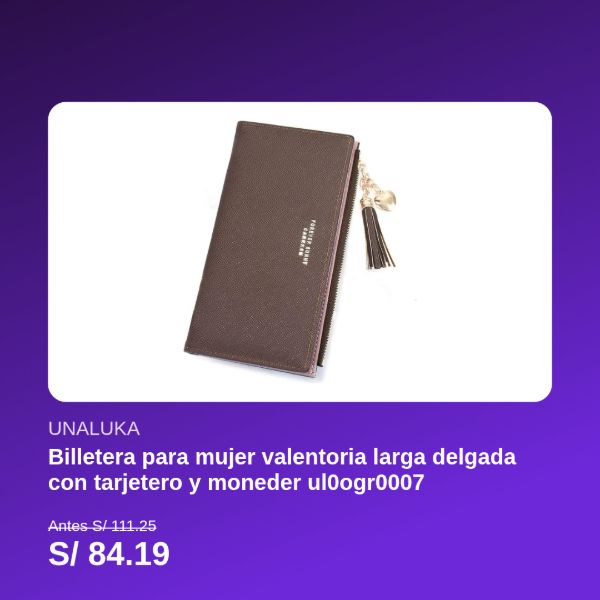 UNALUKA
Billetera para mujer valentoria larga delgada
con tarjetero y moneder ul0ogr0007
Antes S/ 111.25
S/ 84.19